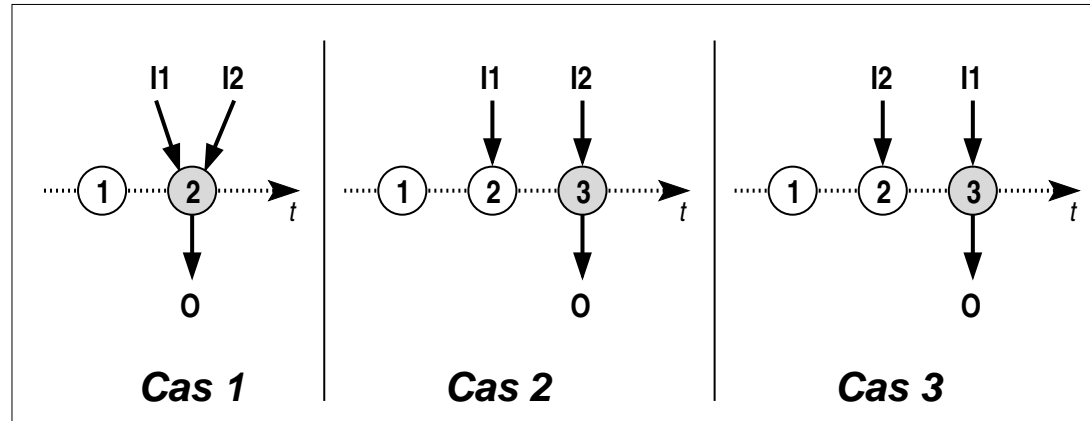 I1 I2 I1 I2 I2 I1
1 2 t 1 2 3 t 1 2 3 t
O O O
Cas 1 Cas 2 Cas 3